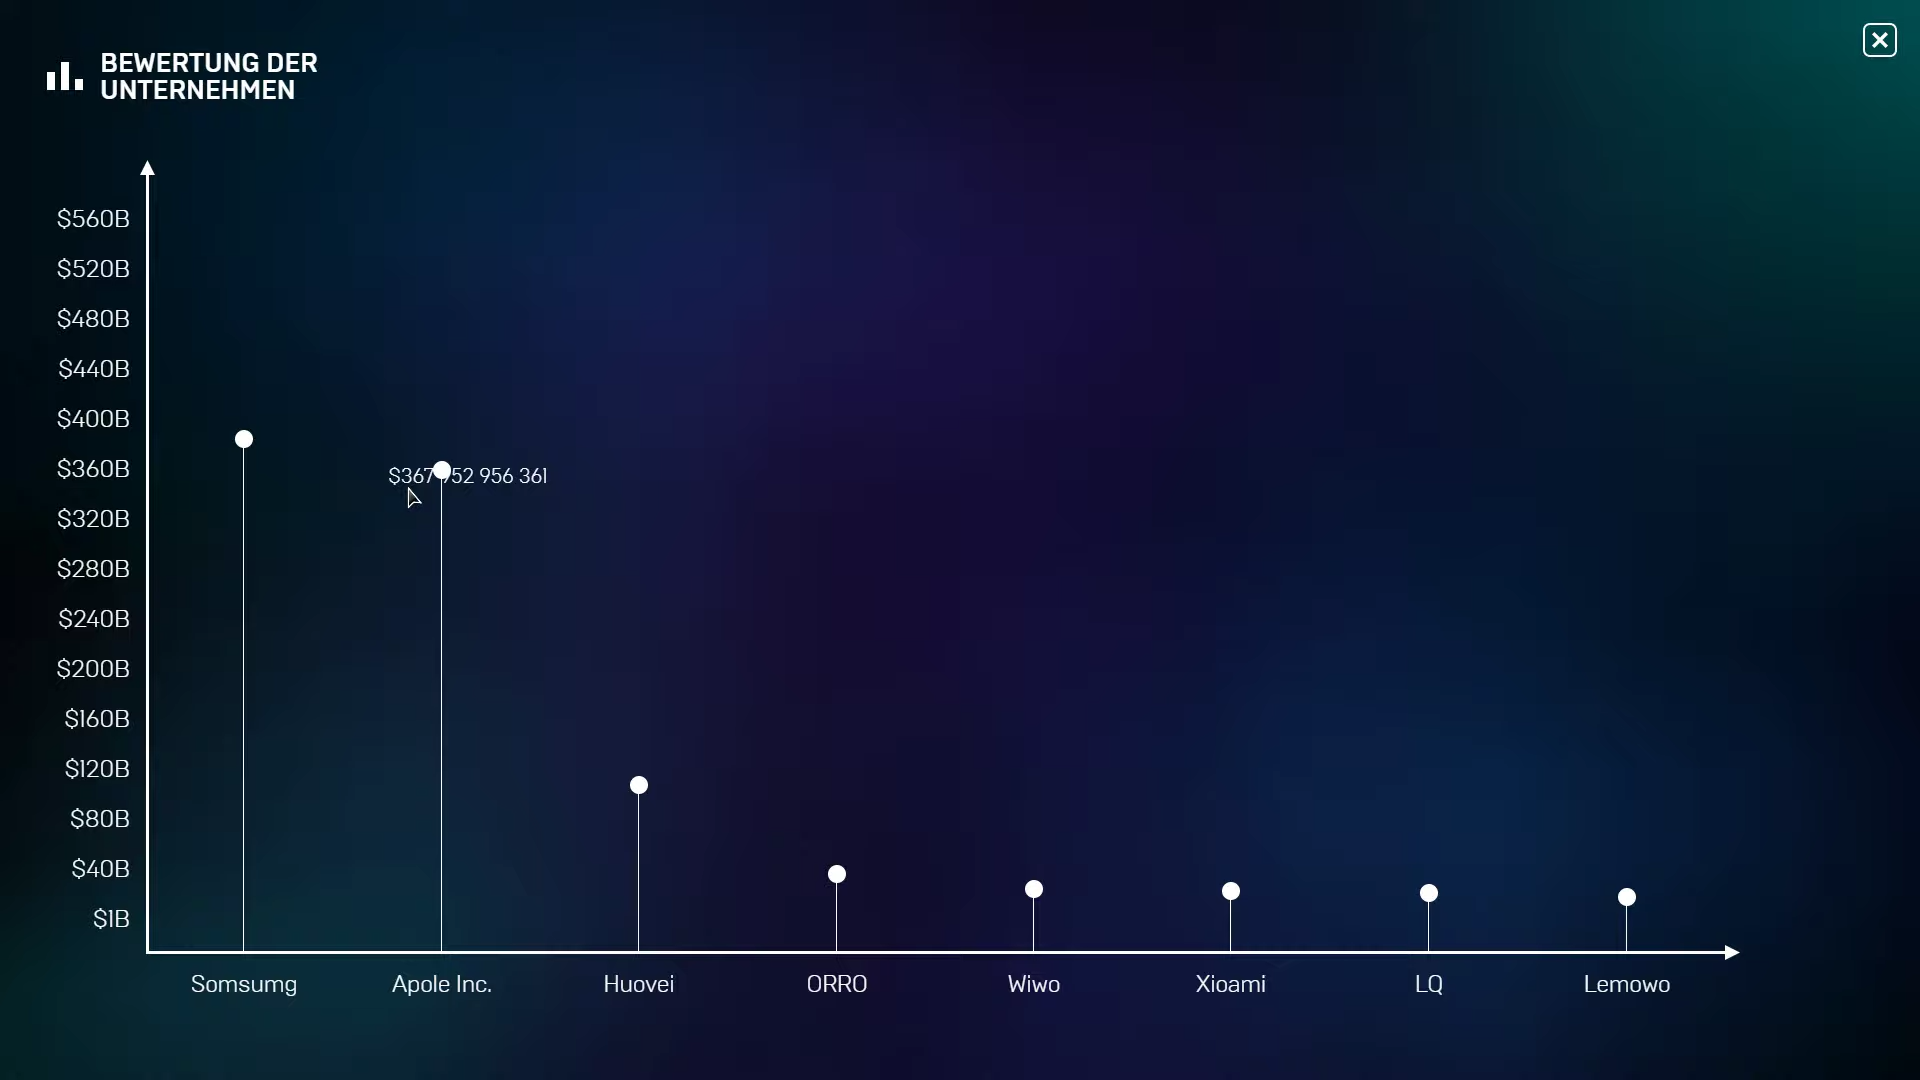 BEWERTUNG DER
UNTERNEHMEN
$560B
$520B
$480B
$440B
$400B
$360B
$320B
$280B
$240B
$200B
$160B
$120B
$80B
$40B
$1B
956 361
Somsumg
Apole Inc.
Huovei
ORRO
Wiwo
Xioami
LQ
Lemowo